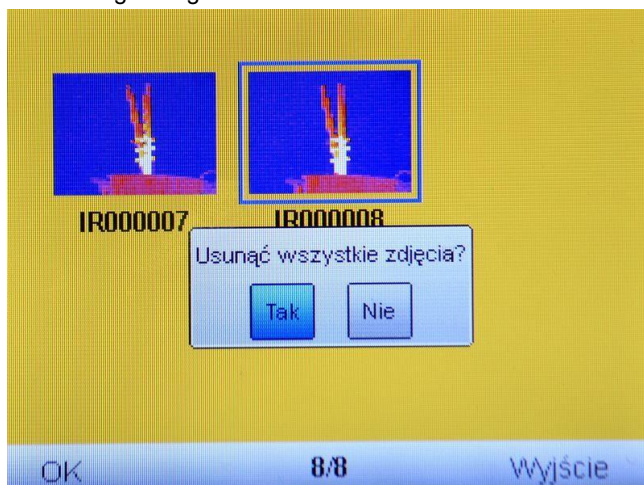 IR000007
IR000008
Usunąć wszystkie zdjęcia?
Tak
Nie
OK
8/8
Wyjście